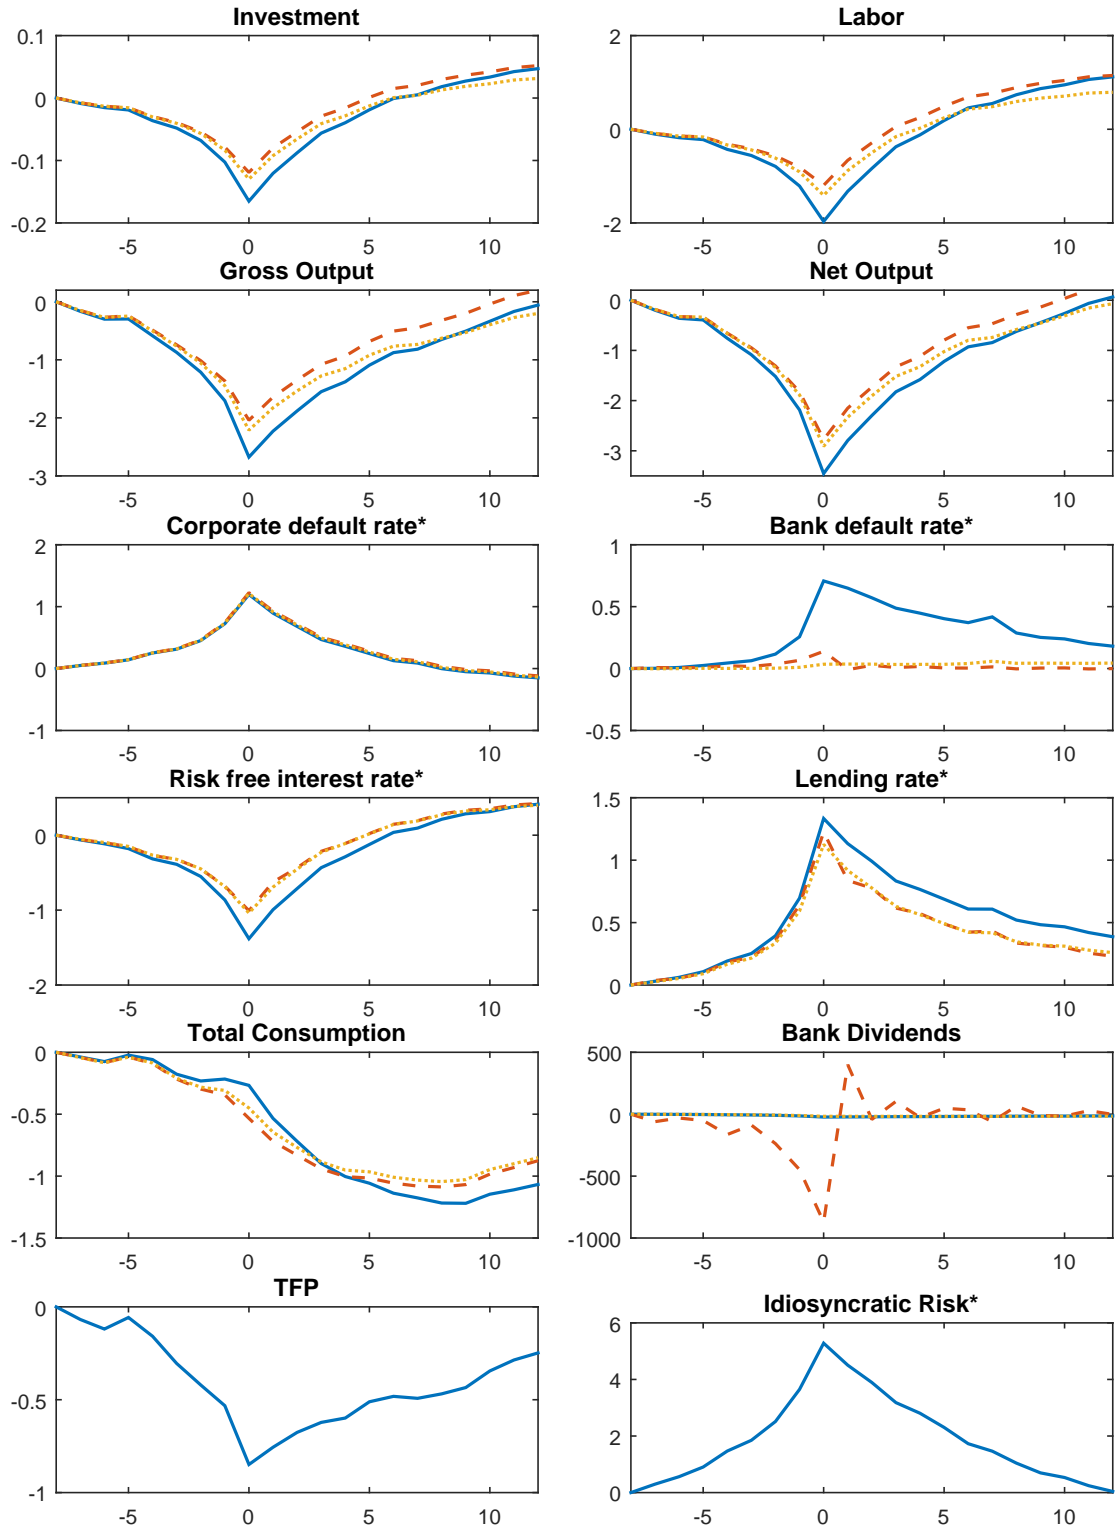 Investment
0.1
0
-0.1
-0.2
-5 0 5 10
Labor
2
0
-2
-5 0 5 10
Gross Output
0
-1
-2
-3
-5 0 5 10
Net Output
0
-1
-2
-3
-5 0 5 10
Corporate default rate*
2
1
0
-1
-5 0 5 10
Bank default rate*
1
0.5
0
-0.5
-5 0 5 10
Risk free interest rate*
0
-1
-2
-5 0 5 10
Lending rate*
1.5
1
0.5
0
-5 0 5 10
Total Consumption
0
-0.5
-1
-1.5
-5 0 5 10
Bank Dividends
500
0
-500
-1000
-5 0 5 10
TFP
0
-0.5
-1
-5 0 5 10
Idiosyncratic Risk*
6
4
2
0
-5 0 5 10